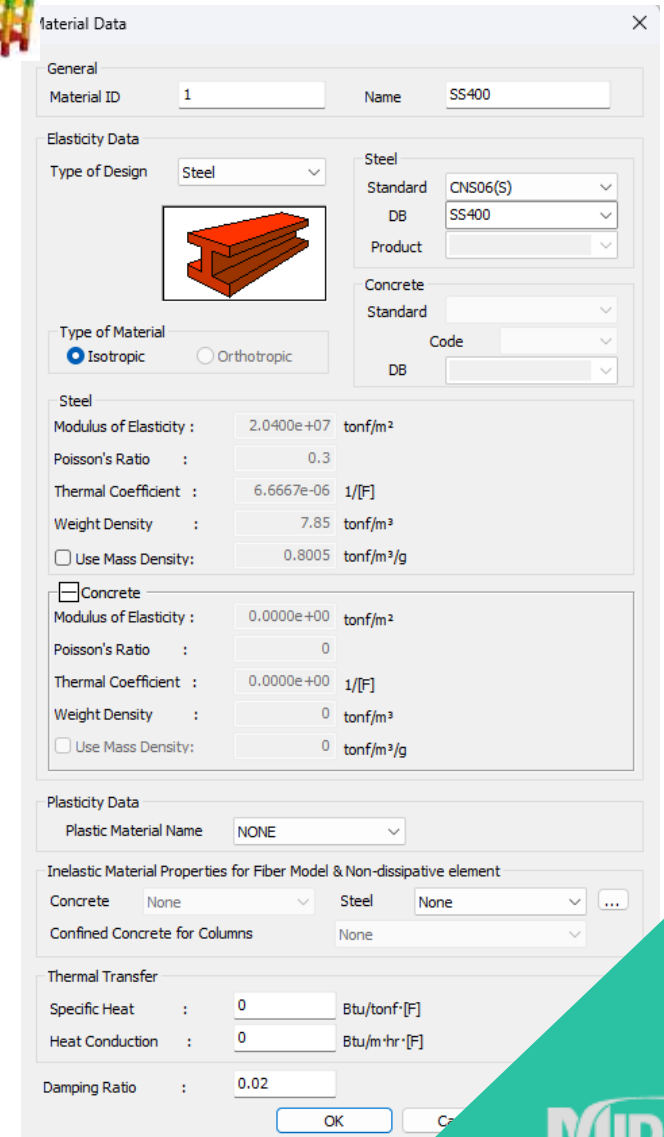 Material Data
General
Material ID 1 Name SS400
Elasticity Data
Type of Design Steel
Steel
Standard CNS06(S)
DB SS400
Product
Concrete
Standard
Code
DB
Type of Material
Isotropic Orthotropic
Steel
Modulus of Elasticity : 2.0400e+07 tonf/m²
Poisson's Ratio : 0.3
Thermal Coefficient : 6.6667e-06 1/[F]
Weight Density : 7.85 tonf/m³
Use Mass Density: 0.8005 tonf/m³/g
Concrete
Modulus of Elasticity : 0.0000e+00 tonf/m²
Poisson's Ratio : 0
Thermal Coefficient : 0.0000e+00 1/[F]
Weight Density : 0 tonf/m³
Use Mass Density: 0 tonf/m³/g
Plasticity Data
Plastic Material Name NONE
Inelastic Material Properties for Fiber Model & Non-dissipative element
Concrete None Steel None ...
Confined Concrete for Columns None
Thermal Transfer
Specific Heat : 0 Btu/tonf·[F]
Heat Conduction : 0 Btu/m·hr·[F]
Damping Ratio : 0.02
OK